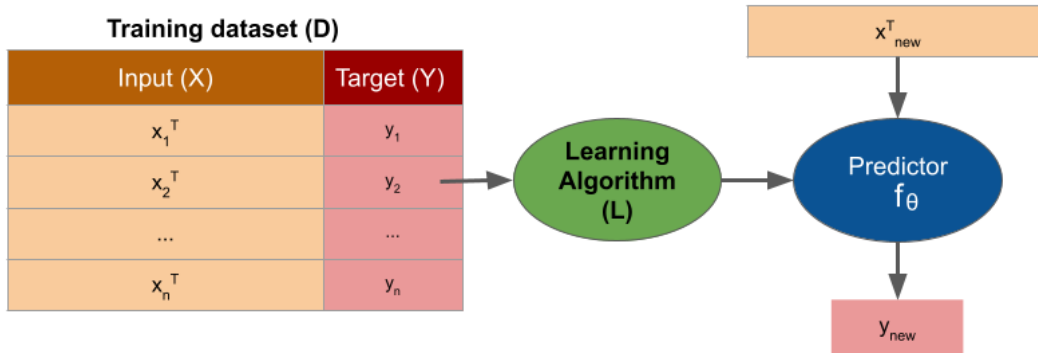 Training dataset (D)
Input (X) Target (Y)
x₁ᵀ y₁
x₂ᵀ y₂
... ...
xₙᵀ yₙ
Learning
Algorithm
(L)
xᵀnew
Predictor
fθ
ynew